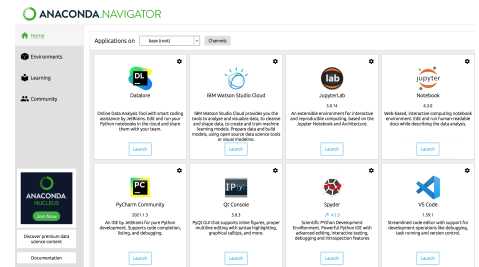 ANACONDA.NAVIGATOR
Home
Environments
Learning
Community
Applications on
base (root)
Channels
DL
Datalore
Online Data Analysis Tool with smart coding
assistance by JetBrains. Edit and run your
Python notebooks in the cloud and share
them with your team.
Launch
IBM Watson Studio Cloud
IBM Watson Studio Cloud provides you the
tools to analyze and visualize data, to cleanse
and shape data, to create and train machine
learning models. Prepare data and build
models, using open source data science tools
or visual modeling.
Launch
lab
JupyterLab
3.0.14
An extensible environment for interactive
and reproducible computing, based on the
Jupyter Notebook and Architecture.
Launch
jupyter
Notebook
6.3.0
Web-based, interactive computing notebook
environment. Edit and run human-readable
docs while describing the data analysis.
Launch
PC
PyCharm Community
2021.1.3
An IDE by JetBrains for pure Python
development. Supports code completion,
listing, and debugging.
Launch
IP[y]:
Qt Console
5.0.3
PyQt GUI that supports inline figures, proper
multiline editing with syntax highlighting,
graphical calltips, and more.
Launch
Spyder
4.2.5
Scientific PYthon Development
EnviRonment. Powerful Python IDE with
advanced editing, interactive testing,
debugging and introspection features
Launch
VS Code
1.59.1
Streamlined code editor with support for
development operations like debugging,
task running and version control.
Launch
ANACONDA.
NUCLEUS
Join Now
Discover premium data
science content
Documentation